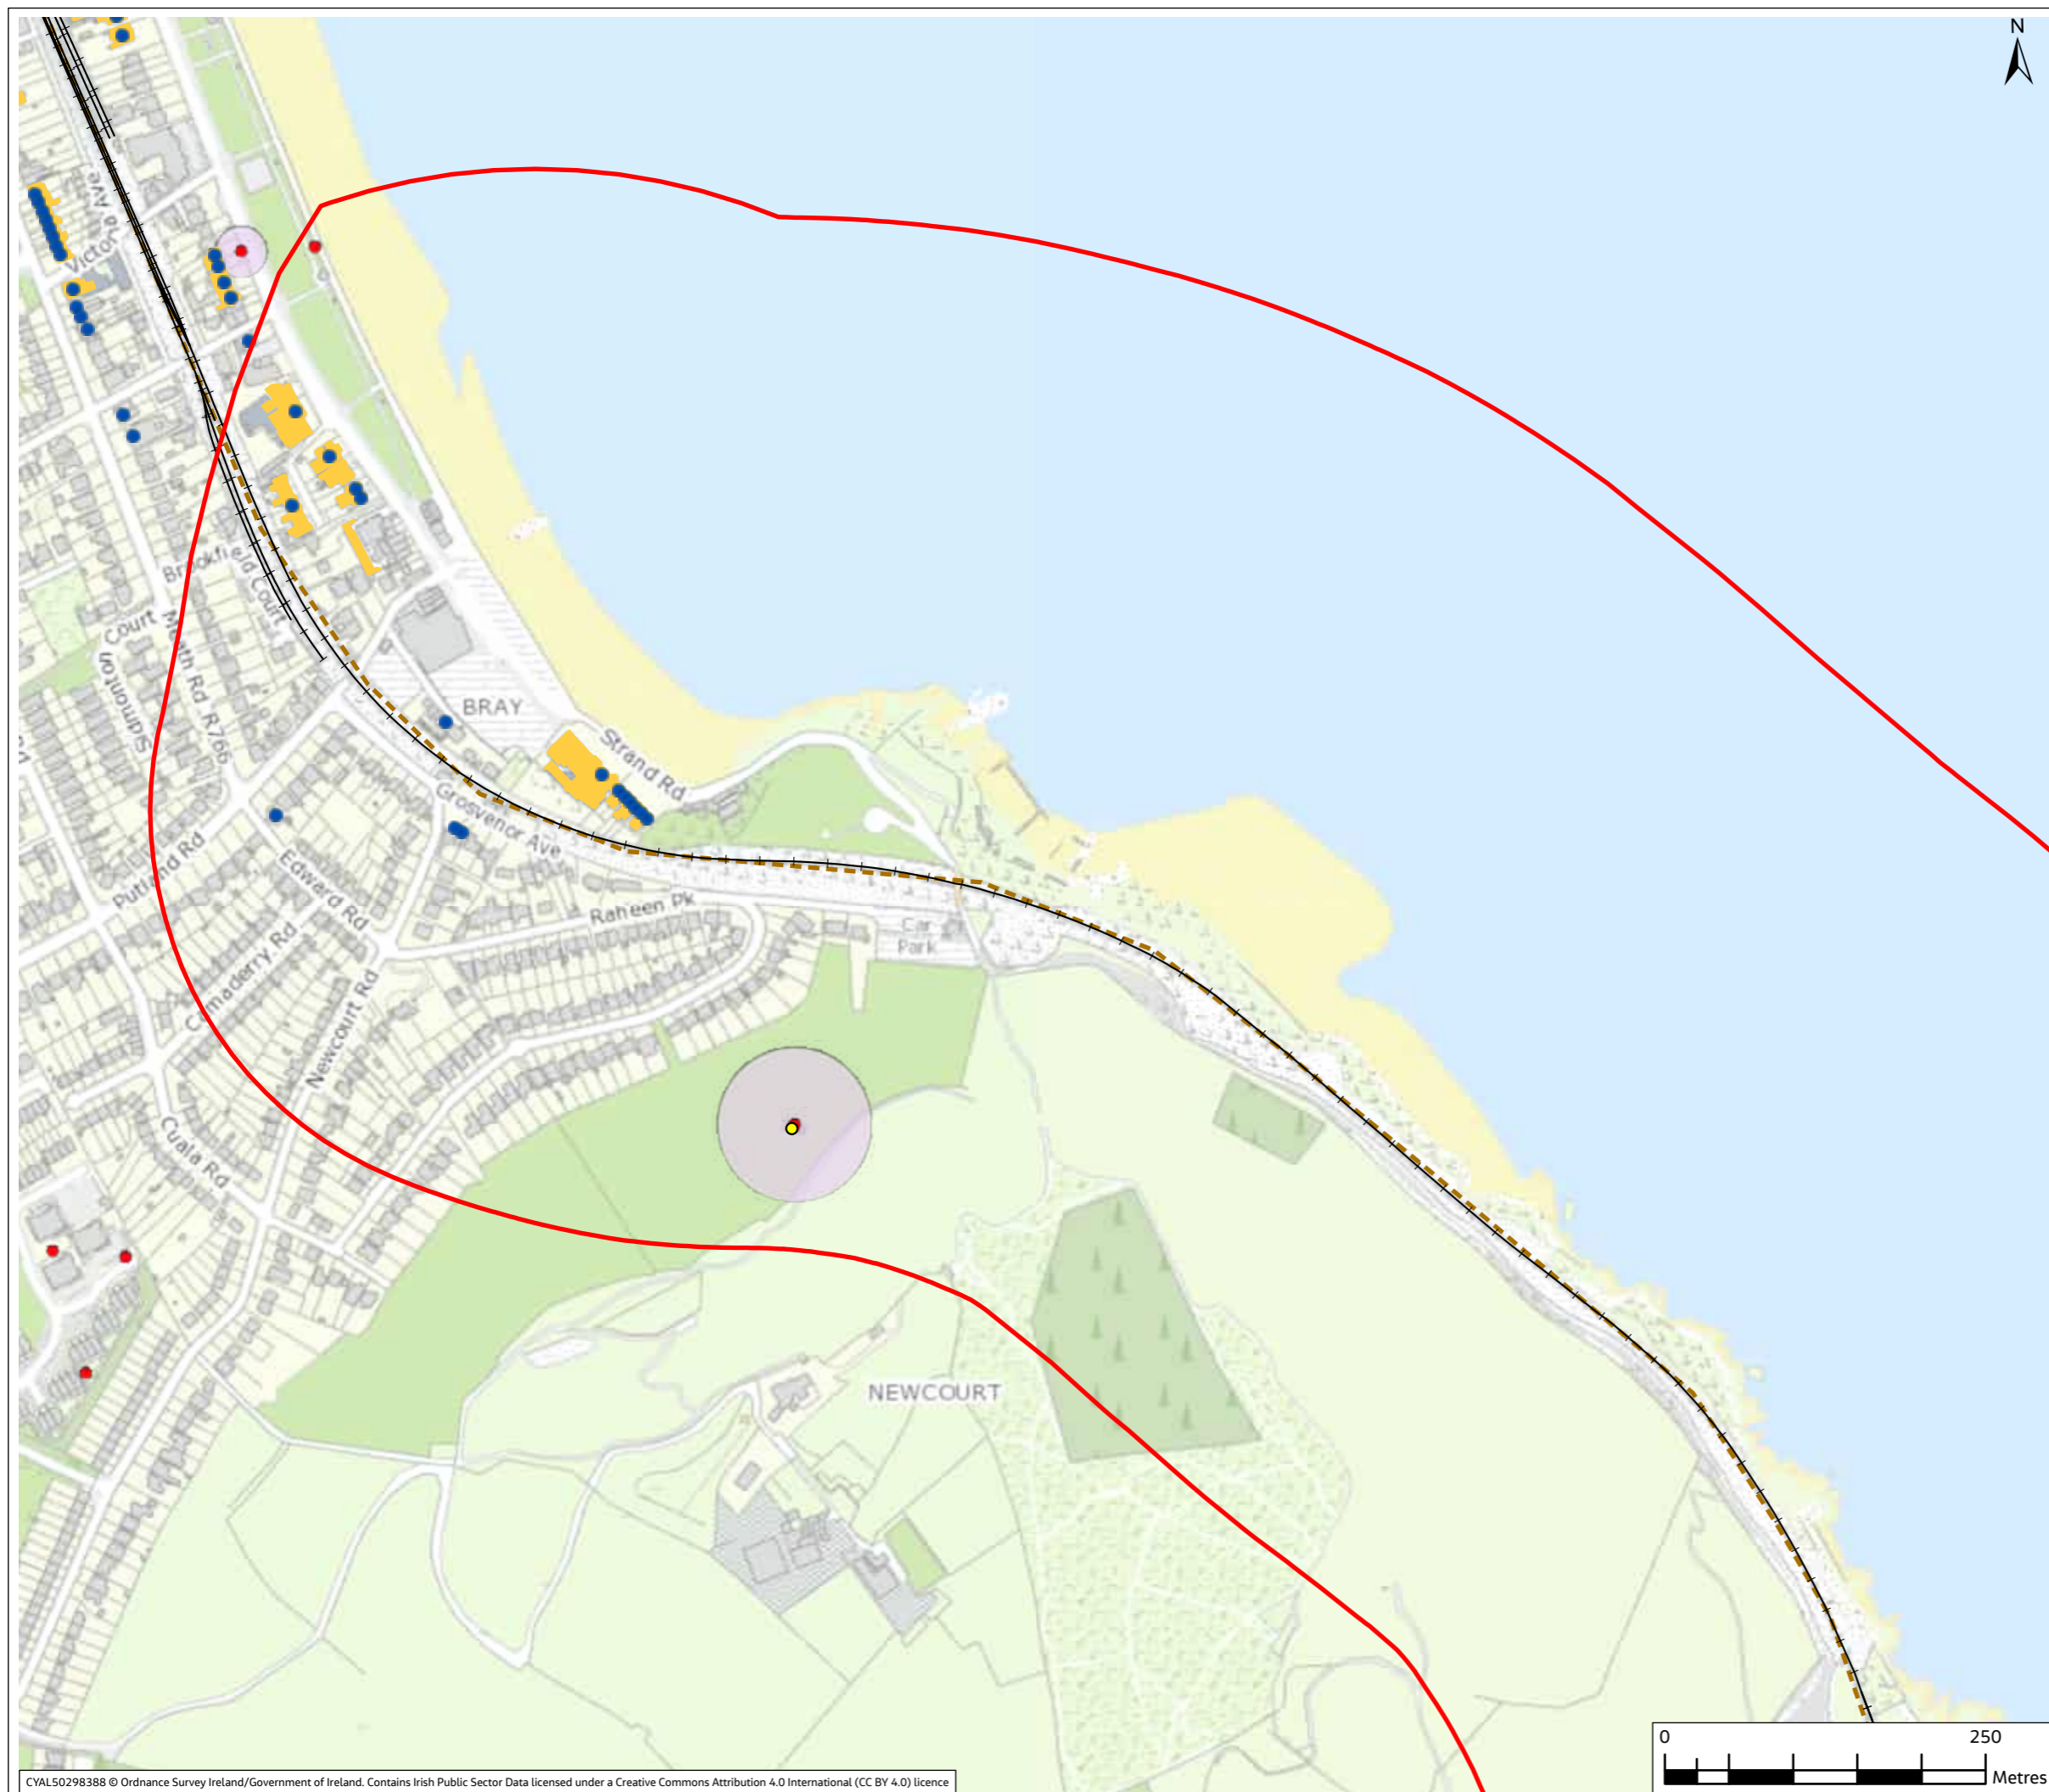 N
Victoria Ave
Brookfield Court
Sidmonton Court
Meath Rd R766
BRAY
Strand Rd
Grosvenor Ave
Putland Rd
Edward Rd
Raheen Pk
Car
Park
Camaderry Rd
Newcourt Rd
Cuala Rd
NEWCOURT
0 250
Metres
CYAL50298388 © Ordnance Survey Ireland/Government of Ireland. Contains Irish Public Sector Data licensed under a Creative Commons Attribution 4.0 International (CC BY 4.0) licence